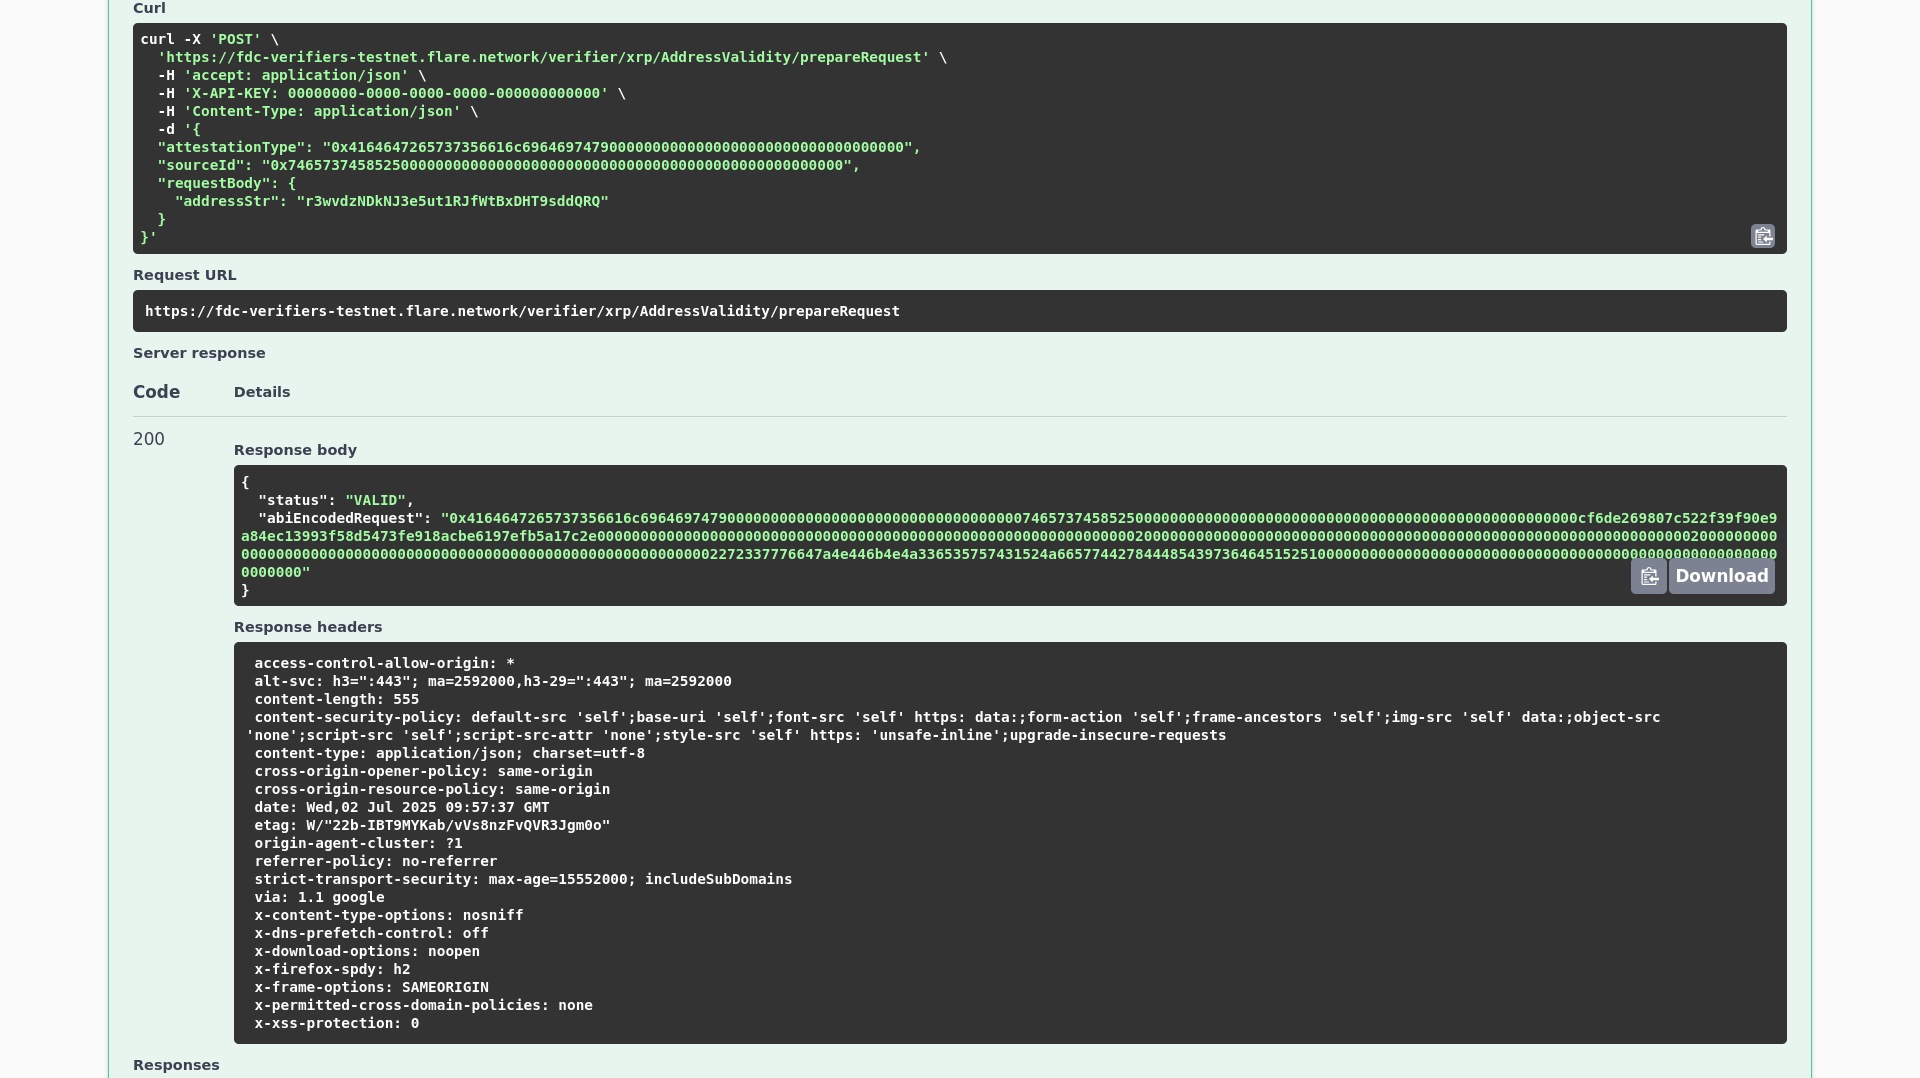 Curl
curl -X 'POST' \
'https://fdc-verifiers-testnet.flare.network/verifier/xrp/AddressValidity/prepareRequest' \
-H 'accept: application/json' \
-H 'X-API-KEY: 00000000-0000-0000-0000-000000000000' \
-H 'Content-Type: application/json' \
-d '{
"attestationType": "0x4164647265737356616c69646974790000000000000000000000000000000000",
"sourceId": "0x7465737458525000000000000000000000000000000000000000000000000000",
"requestBody": {
"addressStr": "r3wvdzNDkNJ3e5ut1RJfWtBxDHT9sddQRQ"
}
}'
Request URL
https://fdc-verifiers-testnet.flare.network/verifier/xrp/AddressValidity/prepareRequest
Server response
Code Details
200
Response body
{
"status": "VALID",
"abiEncodedRequest": "0x4164647265737356616c696469747900000000000000000000000000000000007465737458525000000000000000000000000000000000000000000000000000cf6de269807c522f39f90e9
a84ec13993f58d5473fe918acbe6197efb5a17c2e0000000000000000000000000000000000000000000000000000000000000020000000000000000000000000000000000000000000000000000000000000002000000000
0000000000000000000000000000000000000000000000000000002272337776647a4e446b4e4a336535757431524a66577442784448543973646451525100000000000000000000000000000000000000000000000000000
0000000"
}
Download
Response headers
access-control-allow-origin: *
alt-svc: h3=":443"; ma=2592000,h3-29=":443"; ma=2592000
content-length: 555
content-security-policy: default-src 'self';base-uri 'self';font-src 'self' https: data:;form-action 'self';frame-ancestors 'self';img-src 'self' data:;object-src
'none';script-src 'self';script-src-attr 'none';style-src 'self' https: 'unsafe-inline';upgrade-insecure-requests
content-type: application/json; charset=utf-8
cross-origin-opener-policy: same-origin
cross-origin-resource-policy: same-origin
date: Wed,02 Jul 2025 09:57:37 GMT
etag: W/"22b-IBT9MYKab/vVs8nzFvQVR3Jgm0o"
origin-agent-cluster: ?1
referrer-policy: no-referrer
strict-transport-security: max-age=15552000; includeSubDomains
via: 1.1 google
x-content-type-options: nosniff
x-dns-prefetch-control: off
x-download-options: noopen
x-firefox-spdy: h2
x-frame-options: SAMEORIGIN
x-permitted-cross-domain-policies: none
x-xss-protection: 0
Responses